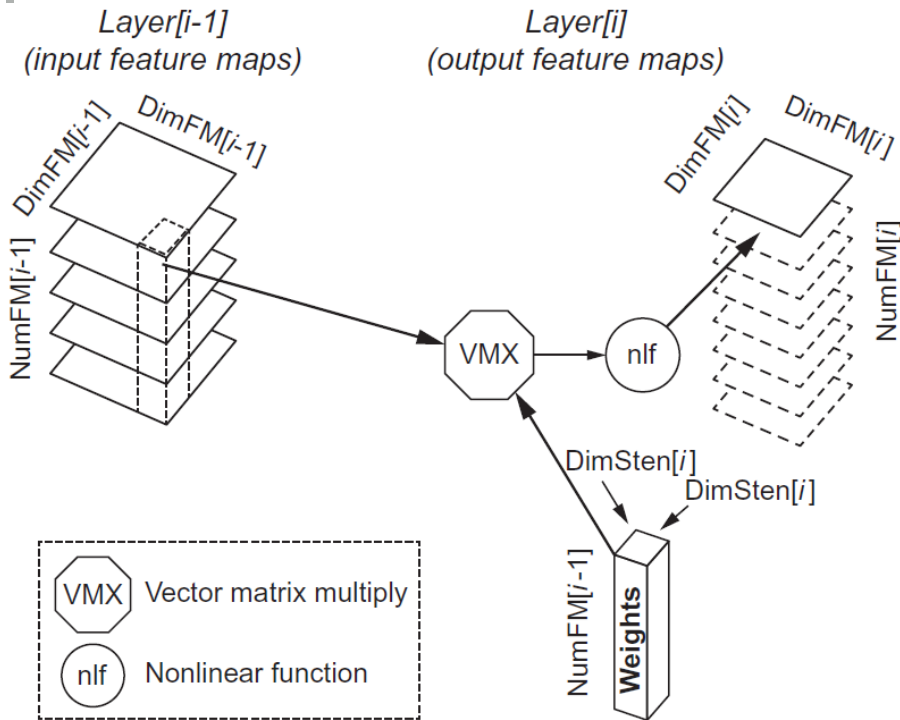 Layer[i-1]
(input feature maps)
Layer[i]
(output feature maps)
DimFM[i-1]
DimFM[i-1]
NumFM[i-1]
DimFM[i]
DimFM[i]
NumFM[i]
VMX
nlf
DimSten[i]
DimSten[i]
NumFM[i-1]
Weights
VMX Vector matrix multiply
nlf Nonlinear function